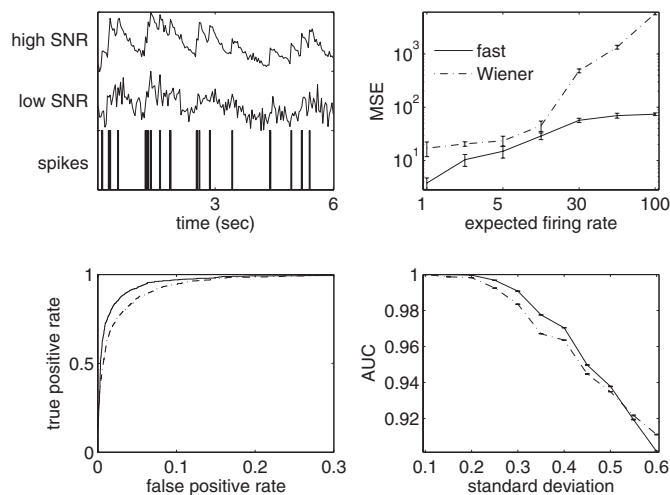 high SNR
low SNR
spikes
3
6
time (sec)
10^3
10^2
10^1
MSE
fast
Wiener
1
5
30
100
expected firing rate
1
0.5
0
true positive rate
0
0.1
0.2
0.3
false positive rate
1
0.98
0.96
0.94
0.92
AUC
0.1
0.2
0.3
0.4
0.5
0.6
standard deviation